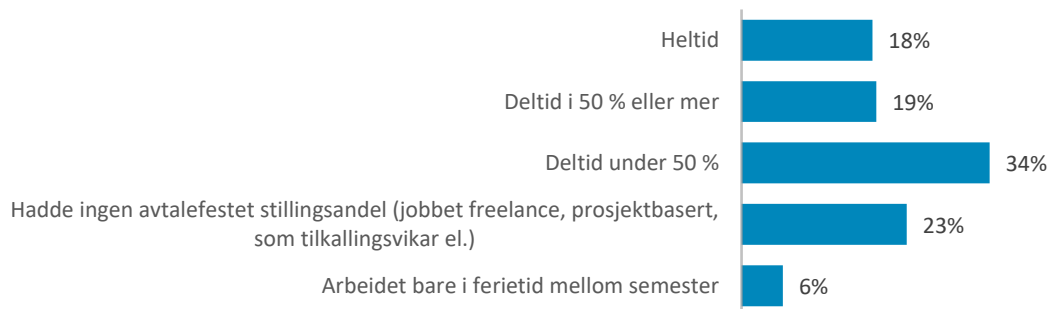 Heltid 18%
Deltid i 50 % eller mer 19%
Deltid under 50 % 34%
Hadde ingen avtalefestet stillingsandel (jobbet freelance, prosjektbasert,
som tilkallingsvikar el.) 23%
Arbeidet bare i ferietid mellom semester 6%